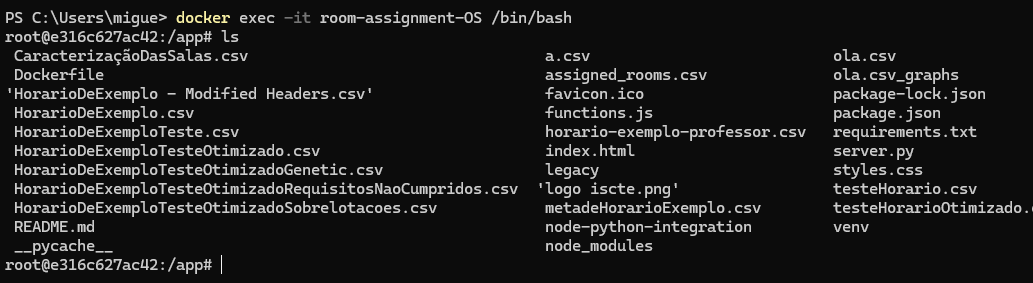 PS C:\Users\migue> docker exec -it room-assignment-OS /bin/bash
root@e316c627ac42:/app# ls
 CaracterizaçãoDasSalas.csv                             a.csv                         ola.csv
 Dockerfile                                             assigned_rooms.csv            ola.csv_graphs
'HorarioDeExemplo - Modified Headers.csv'               favicon.ico                   package-lock.json
 HorarioDeExemplo.csv                                   functions.js                  package.json
 HorarioDeExemploTeste.csv                              horario-exemplo-professor.csv requirements.txt
 HorarioDeExemploTesteOtimizado.csv                     index.html                    server.py
 HorarioDeExemploTesteOtimizadoGenetic.csv              legacy                        styles.css
 HorarioDeExemploTesteOtimizadoRequisitosNaoCumpridos.csv 'logo iscte.png'            testeHorario.csv
 HorarioDeExemploTesteOtimizadoSobrelotacoes.csv        metadeHorarioExemplo.csv      testeHorarioOtimizado.
 README.md                                              node-python-integration       venv
 __pycache__                                            node_modules
root@e316c627ac42:/app#